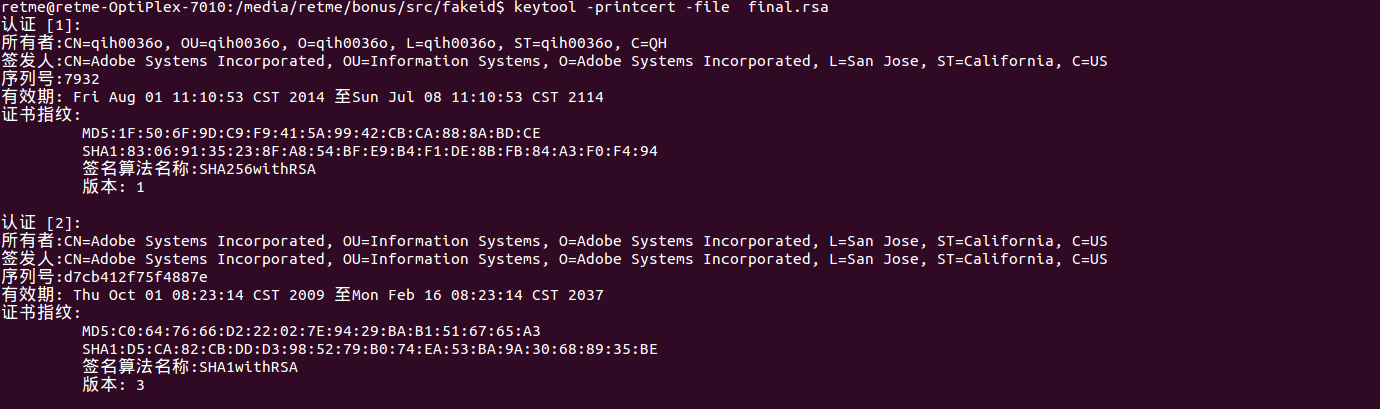 retme@retme-OptiPlex-7010:/media/retme/bonus/src/fakeid$ keytool -printcert -file  final.rsa
认证 [1]:
所有者:CN=qih0036o, OU=qih0036o, O=qih0036o, L=qih0036o, ST=qih0036o, C=QH
签发人:CN=Adobe Systems Incorporated, OU=Information Systems, O=Adobe Systems Incorporated, L=San Jose, ST=California, C=US
序列号:7932
有效期: Fri Aug 01 11:10:53 CST 2014 至Sun Jul 08 11:10:53 CST 2114
证书指纹:
MD5:1F:50:6F:9D:C9:F9:41:5A:99:42:CB:CA:88:8A:BD:CE
SHA1:83:06:91:35:23:8F:A8:54:BF:E9:B4:F1:DE:8B:FB:84:A3:F0:F4:94
签名算法名称:SHA256withRSA
版本: 1
认证 [2]:
所有者:CN=Adobe Systems Incorporated, OU=Information Systems, O=Adobe Systems Incorporated, L=San Jose, ST=California, C=US
签发人:CN=Adobe Systems Incorporated, OU=Information Systems, O=Adobe Systems Incorporated, L=San Jose, ST=California, C=US
序列号:d7cb412f75f4887e
有效期: Thu Oct 01 08:23:14 CST 2009 至Mon Feb 16 08:23:14 CST 2037
证书指纹:
MD5:C0:64:76:66:D2:22:02:7E:94:29:BA:B1:51:67:65:A3
SHA1:D5:CA:82:CB:DD:D3:98:52:79:B0:74:EA:53:BA:9A:30:68:89:35:BE
签名算法名称:SHA1withRSA
版本: 3